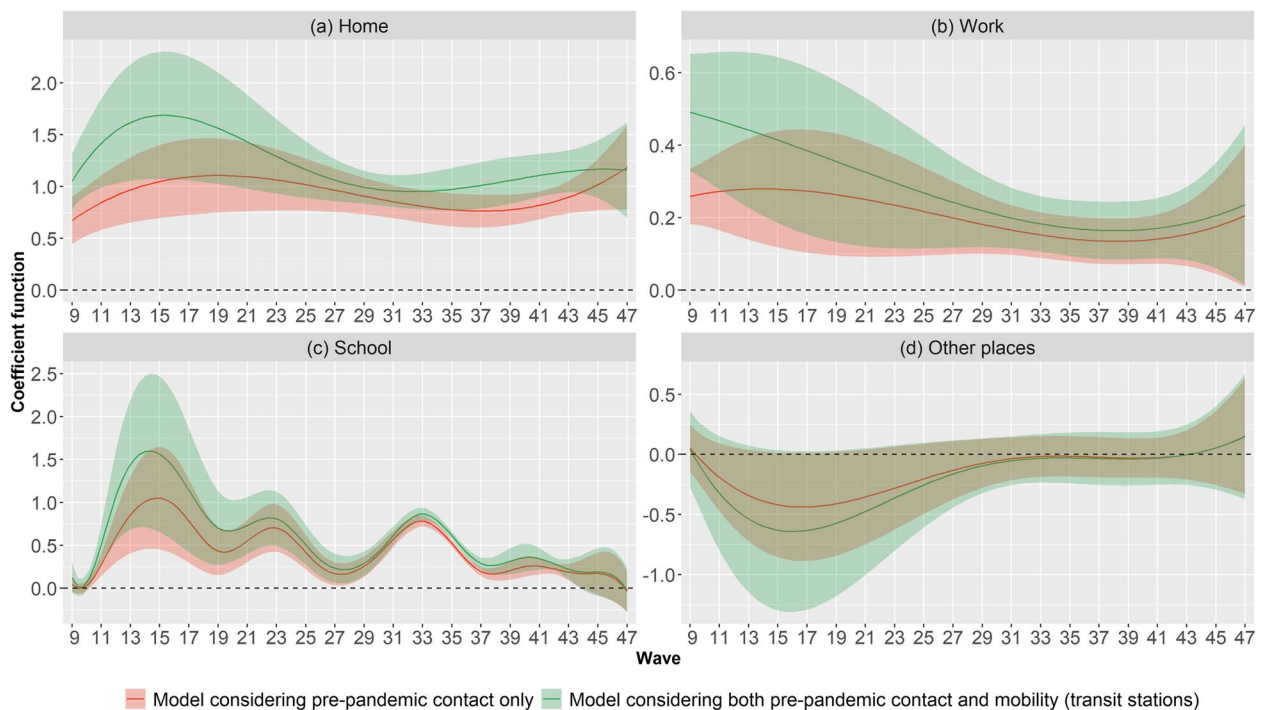 (a) Home
(b) Work
2.0
1.5
1.0
0.5
0.0
0.6
0.4
0.2
0.0
9 11 13 15 17 19 21 23 25 27 29 31 33 35 37 39 41 43 45 47
9 11 13 15 17 19 21 23 25 27 29 31 33 35 37 39 41 43 45 47
Coefficient function
(c) School
(d) Other places
2.5
2.0
1.5
1.0
0.5
0.0
0.5
0.0
-0.5
-1.0
9 11 13 15 17 19 21 23 25 27 29 31 33 35 37 39 41 43 45 47
9 11 13 15 17 19 21 23 25 27 29 31 33 35 37 39 41 43 45 47
Wave
Model considering pre-pandemic contact only
Model considering both pre-pandemic contact and mobility (transit stations)